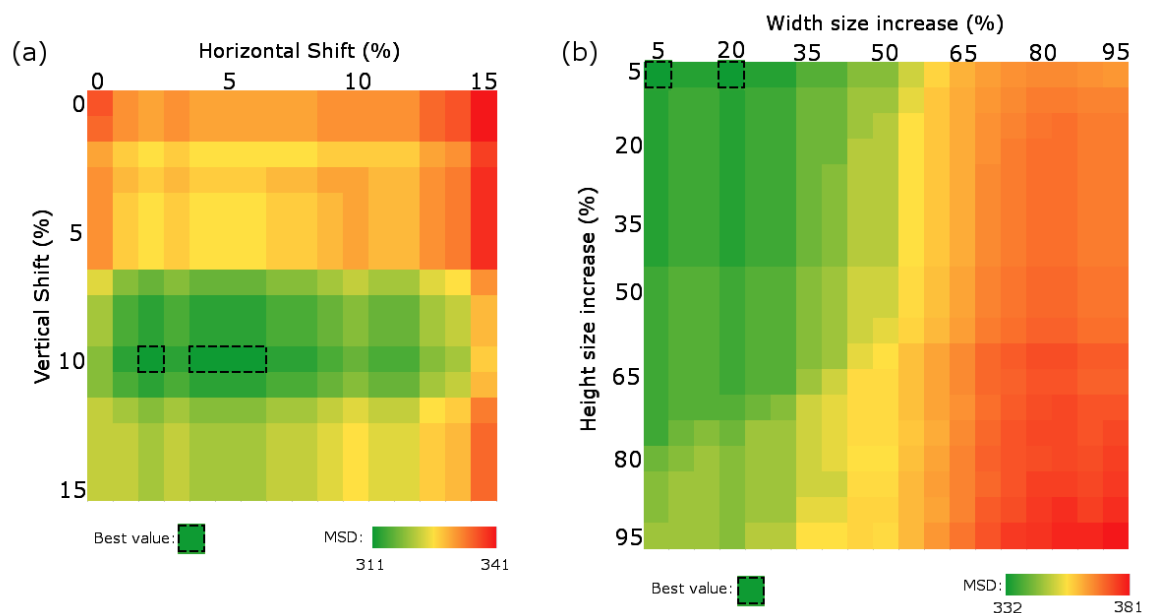 (a)
Horizontal Shift (%)
0 5 10 15
Vertical Shift (%)
0
5
10
15
Best value:
MSD:
311 341
(b)
Width size increase (%)
5 20 35 50 65 80 95
Height size increase (%)
5
20
35
50
65
80
95
Best value:
MSD:
332 381